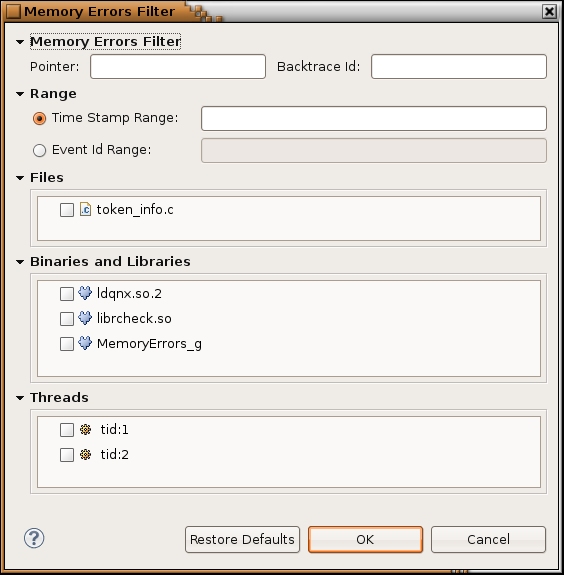 Memory Errors Filter
Memory Errors Filter
Pointer: Backtrace Id:
Range
Time Stamp Range:
Event Id Range:
Files
.c token_info.c
Binaries and Libraries
ldqnx.so.2
librcheck.so
MemoryErrors_g
Threads
tid:1
tid:2
? Restore Defaults OK Cancel